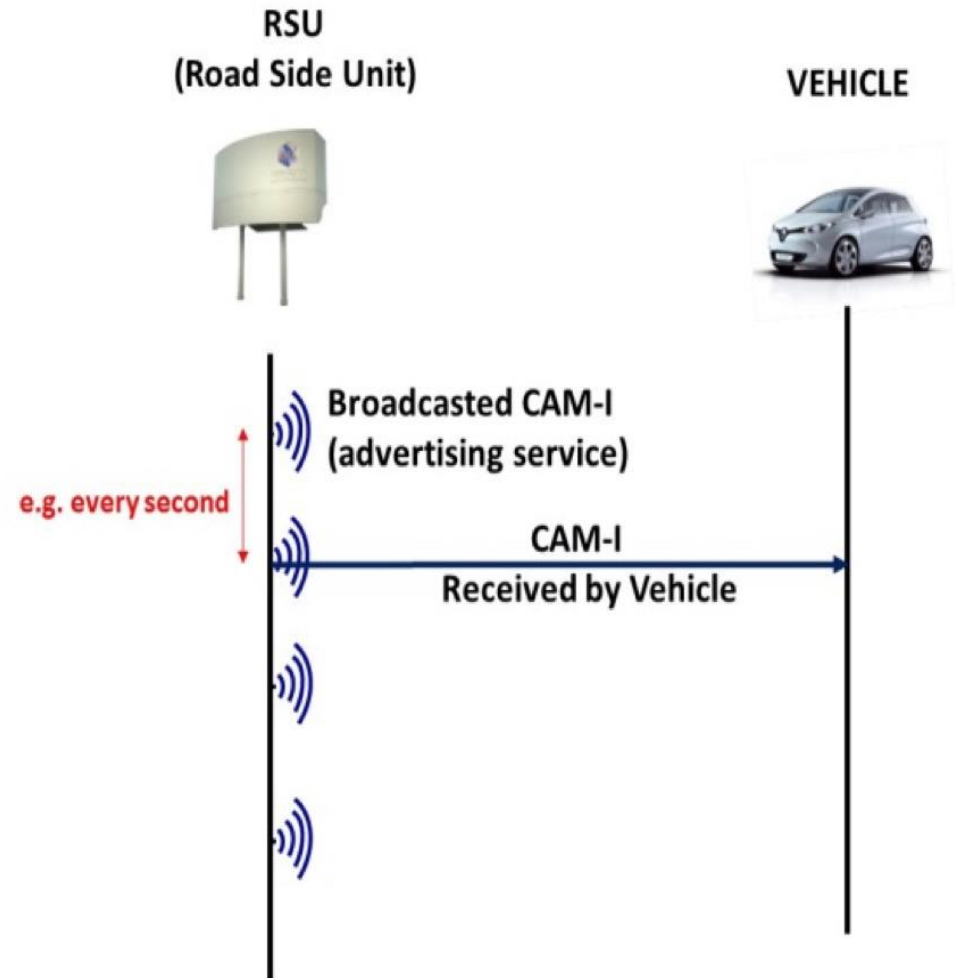 RSU
(Road Side Unit)
VEHICLE
Broadcasted CAM-I
(advertising service)
e.g. every second
CAM-I
Received by Vehicle